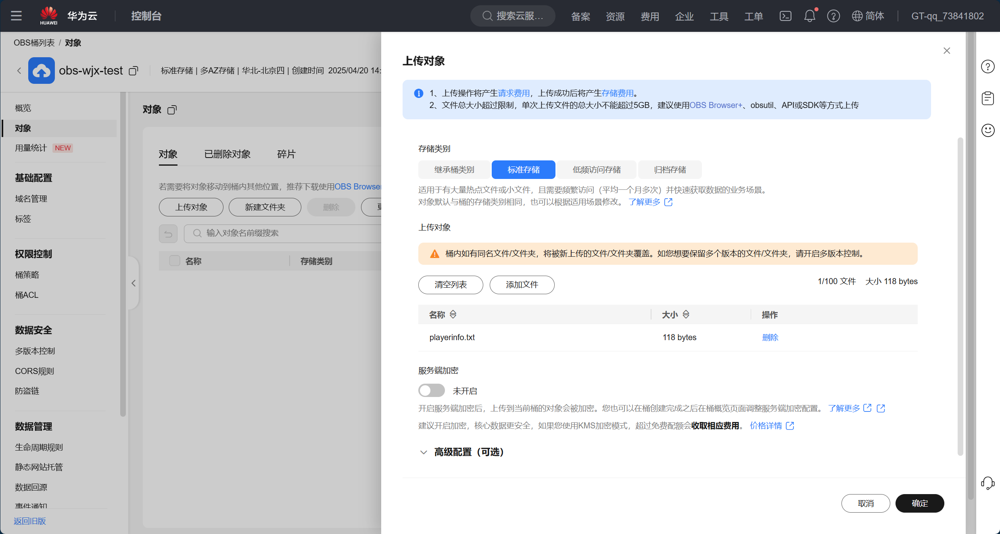 HUAWEI
华为云
控制台
搜索云服...
备案
资源
费用
企业
工具
工单
简体
GT-qq_73841802
OBS桶列表 / 对象
obs-wjx-test
标准存储 | 多AZ存储 | 华北-北京四 | 创建时间 2025/04/20 14:
概览
对象
用量统计 NEW
基础配置
域名管理
标签
权限控制
桶策略
桶ACL
数据安全
多版本控制
CORS规则
防盗链
数据管理
生命周期规则
静态网站托管
数据回源
事件通知
返回旧版
对象
对象
已删除对象
碎片
若需要将对象移动到桶内其他位置，推荐下载使用OBS Browser
上传对象
新建文件夹
删除
更
输入对象名前缀搜索
名称
存储类别
上传对象
1、上传操作将产生请求费用，上传成功后将产生存储费用。
2、文件总大小超过限制，单次上传文件的总大小不能超过5GB，建议使用OBS Browser+、obsutil、API或SDK等方式上传
存储类别
继承桶类别
标准存储
低频访问存储
归档存储
适用于有大量热点文件或小文件，且需要频繁访问（平均一个月多次）并快速获取数据的业务场景。
对象默认与桶的存储类别相同，也可以根据适用场景修改。 了解更多
上传对象
桶内如有同名文件/文件夹，将被新上传的文件/文件夹覆盖。如您想要保留多个版本的文件/文件夹，请开启多版本控制。
清空列表
添加文件
1/100 文件 大小 118 bytes
名称
大小
操作
playerinfo.txt
118 bytes
删除
服务端加密
未开启
开启服务端加密后，上传到当前桶的对象会被加密。您也可以在桶创建完成之后在桶概览页面调整服务端加密配置。 了解更多
建议开启加密，核心数据更安全，如果您使用KMS加密模式，超过免费配额会收取相应费用。 价格详情
高级配置（可选）
取消
确定